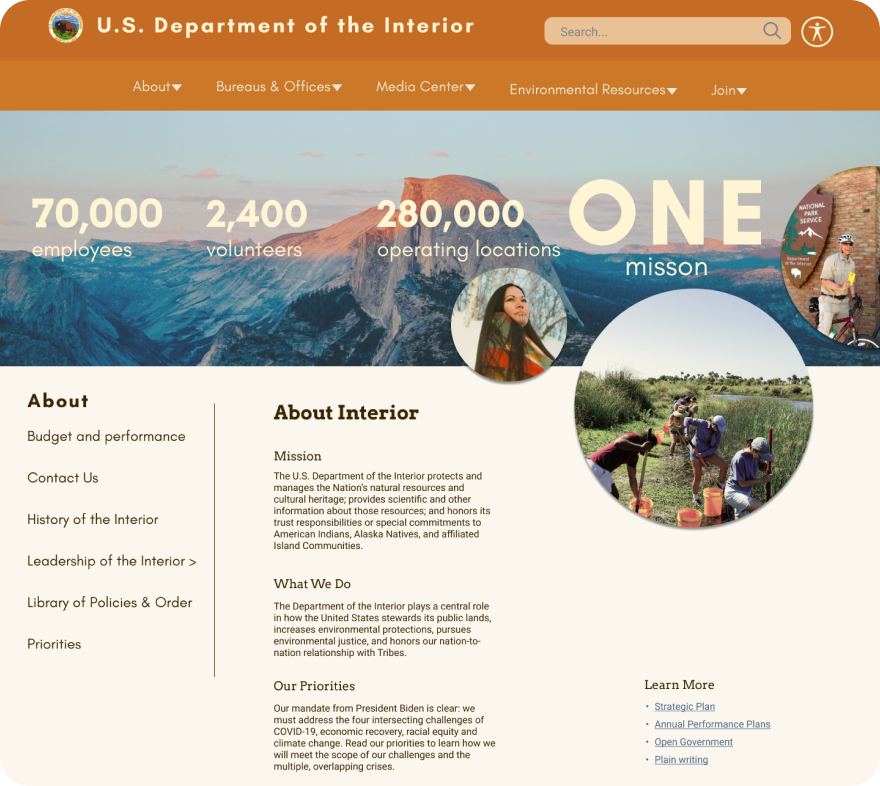 U.S. Department of the Interior
Search...
About
Bureaus & Offices
Media Center
Environmental Resources
Join
70,000
employees
2,400
volunteers
280,000
operating locations
ONE
misson
NATIONAL
PARK
SERVICE
Department
of the Interior
About
Budget and performance
Contact Us
History of the Interior
Leadership of the Interior >
Library of Policies & Order
Priorities
About Interior
Mission
The U.S. Department of the Interior protects and
manages the Nation's natural resources and
cultural heritage; provides scientific and other
information about those resources; and honors its
trust responsibilities or special commitments to
American Indians, Alaska Natives, and affiliated
Island Communities.
What We Do
The Department of the Interior plays a central role
in how the United States stewards its public lands,
increases environmental protections, pursues
environmental justice, and honors our nation-to-
nation relationship with Tribes.
Our Priorities
Our mandate from President Biden is clear: we
must address the four intersecting challenges of
COVID-19, economic recovery, racial equity and
climate change. Read our priorities to learn how we
will meet the scope of our challenges and the
multiple, overlapping crises.
Learn More
• Strategic Plan
• Annual Performance Plans
• Open Government
• Plain writing